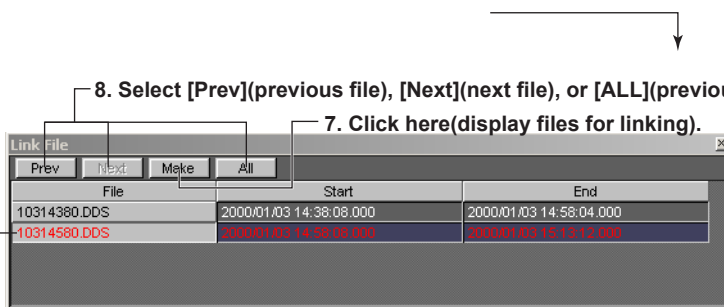 8. Select [Prev](previous file), [Next](next file), or [ALL](previou
7. Click here(display files for linking).
Link File
Prev Next Make All
File Start End
10314380.DDS 2000/01/03 14:38:08.000 2000/01/03 14:58:04.000
10314580.DDS 2000/01/03 14:58:08.000 2000/01/03 15:13:12.000